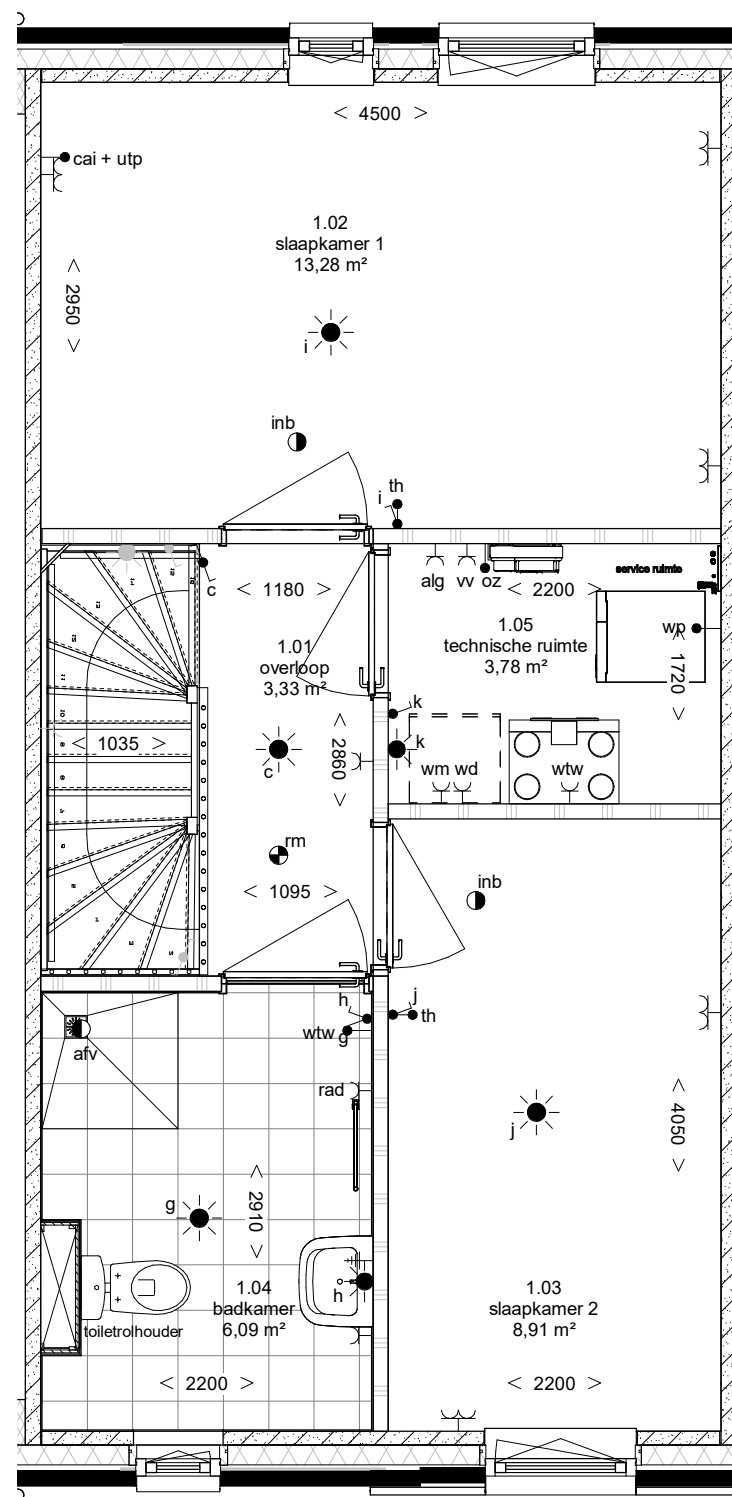 < 4500 >
cai + utp
1.02
slaapkamer 1
13,28 m²
< 2950 >
i
inb
th
i
alg vv oz
< 2200 >
service ruimte
c
< 1180 >
1.05
technische ruimte
3,78 m²
wp
< 1720 >
1.01
overloop
3,33 m²
k
k
< 1035 >
c
< 2860 >
wm wd
wtw
rm
< 1095 >
inb
h
wtw g
j
th
afv
rad
j
< 4050 >
g
< 2910 >
h
1.04
badkamer
6,09 m²
toiletrolhouder
1.03
slaapkamer 2
8,91 m²
< 2200 >
< 2200 >